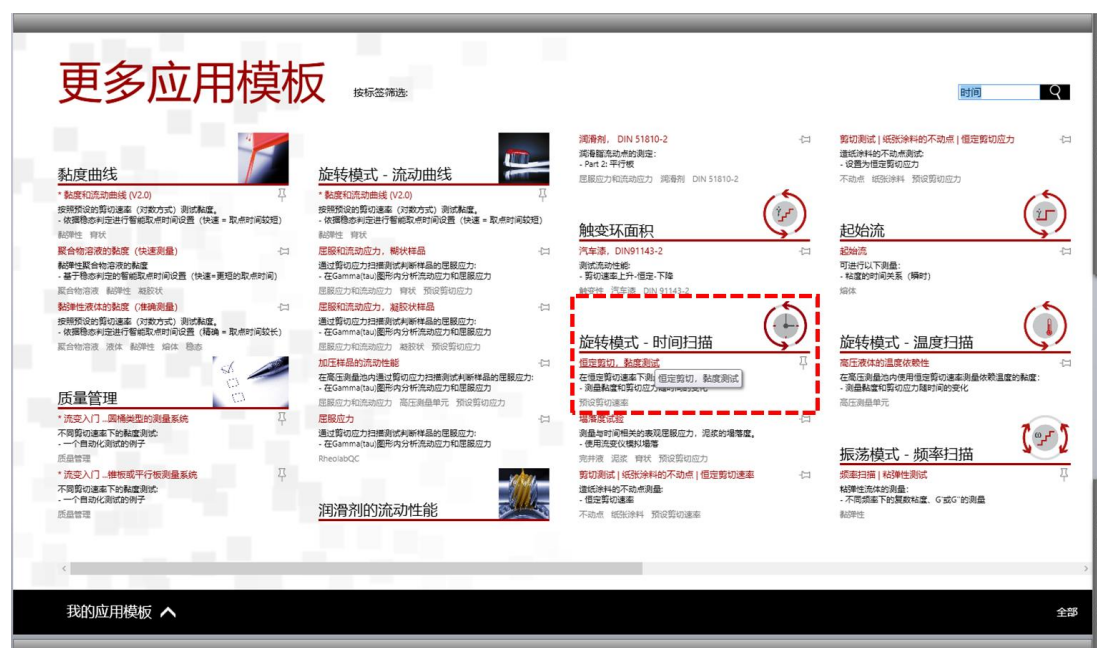 更多应用模板
按标签筛选:
时间
黏度曲线
* 黏度和流动曲线 (V2.0)
按照预设的剪切速率（对数方式）测试黏度。
- 依据稳态判定进行智能取点时间设置（快速 = 取点时间较短）
黏弹性 膏状
聚合物溶液的黏度（快速测量）
黏弹性聚合物溶液的黏度
- 基于稳态判定的智能取点时间设置（快速=更短的取点时间）
聚合物溶液 黏弹性 凝胶状
黏弹性液体的黏度（准确测量）
按照预设的剪切速率（对数方式）测试黏度。
- 依据稳态判定进行智能取点时间设置（精确 = 取点时间较长）
聚合物溶液 液体 黏弹性 熔体 稳态
质量管理
* 流变入门 ...圆桶类型的测量系统
不同剪切速率下的黏度测试:
- 一个自动化测试的例子
质量管理
* 流变入门 ...锥板或平行板测量系统
不同剪切速率下的黏度测试:
- 一个自动化测试的例子
质量管理
旋转模式 - 流动曲线
* 黏度和流动曲线 (V2.0)
按照预设的剪切速率（对数方式）测试黏度。
- 依据稳态判定进行智能取点时间设置（快速 = 取点时间较短）
黏弹性 膏状
屈服和流动应力，糊状样品
通过剪切应力扫描测试判断样品的屈服应力:
- 在Gamma(tau)图形内分析流动应力和屈服应力
屈服应力和流动应力 膏状 预设剪切应力
屈服和流动应力，凝胶状样品
通过剪切应力扫描测试判断样品的屈服应力:
- 在Gamma(tau)图形内分析流动应力和屈服应力
屈服应力和流动应力 凝胶状 预设剪切应力
加压样品的流动性能
在高压测量池内通过剪切应力扫描测试判断样品的屈服应力:
- 在Gamma(tau)图形内分析流动应力和屈服应力
屈服应力和流动应力 高压测量单元 预设剪切应力
屈服应力
通过剪切应力扫描测试判断样品的屈服应力:
- 在Gamma(tau)图形内分析流动应力和屈服应力
RheolabQC
润滑剂的流动性能
润滑剂，DIN 51810-2
润滑脂流动点的测定:
- Part 2: 平行板
屈服应力和流动应力 润滑剂 DIN 51810-2
触变环面积
汽车漆，DIN91143-2
测试流动性能:
- 剪切速率上升-恒定-下降
触变性 汽车漆 DIN 91143-2
旋转模式 - 时间扫描
恒定剪切，黏度测试
在恒定剪切速率下测
恒定剪切，黏度测试
- 测量黏度和剪切应力随时间的变化
预设剪切速率
塌落度试验
测量与时间相关的表观屈服应力，泥浆的塌落度。
- 使用流变仪模拟塌落
完井液 泥浆 膏状 预设剪切应力
剪切测试 | 纸张涂料的不动点 | 恒定剪切速率
造纸涂料的不动点测量:
- 恒定剪切速率
不动点 纸张涂料 预设剪切速率
剪切测试 | 纸张涂料的不动点 | 恒定剪切应力
造纸涂料的不动点测试:
- 设置为恒定剪切应力
不动点 纸张涂料 预设剪切应力
起始流
起始流
可进行以下测量:
- 粘度的时间关系（瞬时）
熔体
旋转模式 - 温度扫描
高压液体的温度依赖性
在高压测量池内使用恒定剪切速率测量依赖温度的黏度:
- 测量黏度和剪切应力随时间的变化
高压测量单元
振荡模式 - 频率扫描
频率扫描 | 粘弹性测试
粘弹性流体的测量:
- 不同频率下的复数粘度、G'或G''的测量
黏弹性
我的应用模板
全部